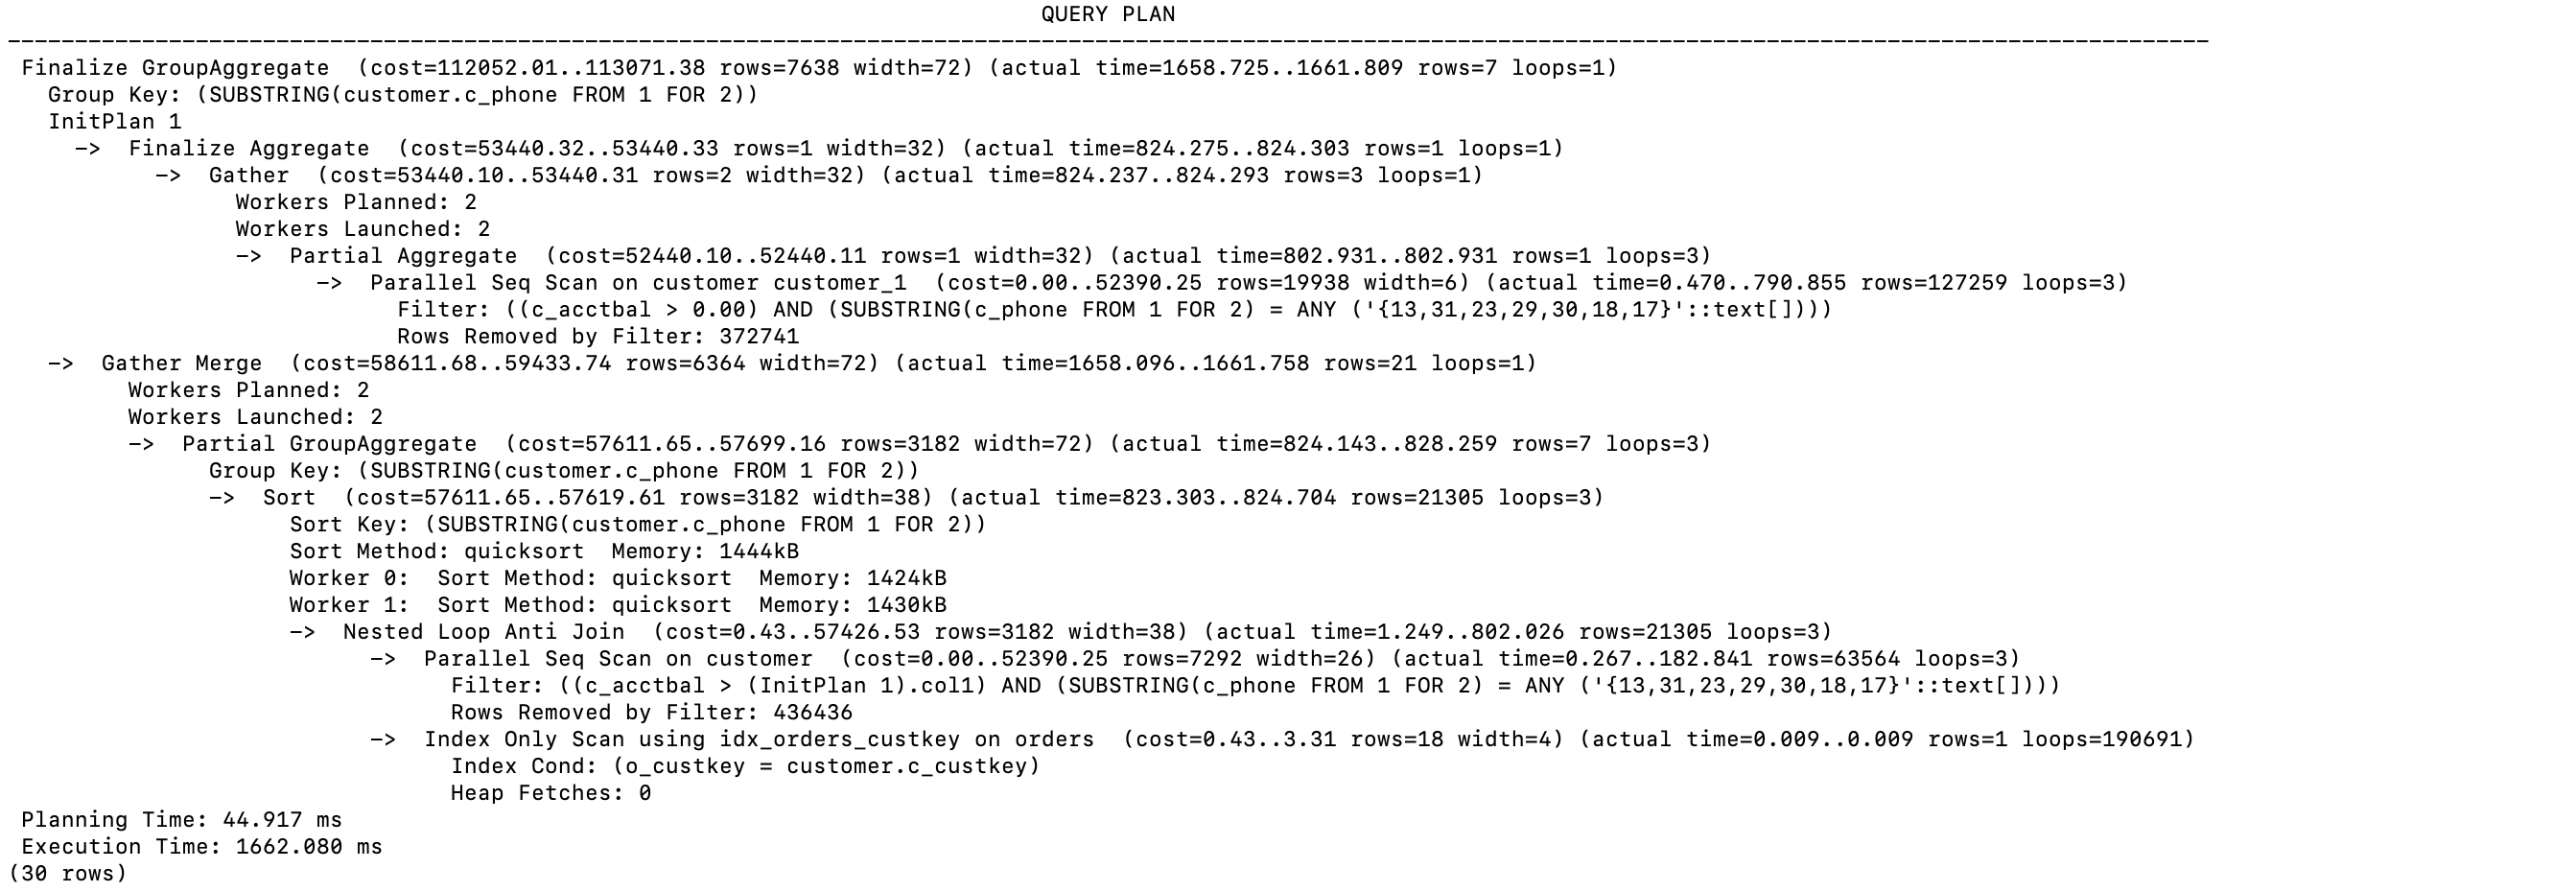 QUERY PLAN
------------------------------------------------------------------------------------------------------------------------------------------------------------------
Finalize GroupAggregate  (cost=112052.01..113071.38 rows=7638 width=72) (actual time=1658.725..1661.809 rows=7 loops=1)
  Group Key: (SUBSTRING(customer.c_phone FROM 1 FOR 2))
  InitPlan 1
    ->  Finalize Aggregate  (cost=53440.32..53440.33 rows=1 width=32) (actual time=824.275..824.303 rows=1 loops=1)
          ->  Gather  (cost=53440.10..53440.31 rows=2 width=32) (actual time=824.237..824.293 rows=3 loops=1)
                Workers Planned: 2
                Workers Launched: 2
                ->  Partial Aggregate  (cost=52440.10..52440.11 rows=1 width=32) (actual time=802.931..802.931 rows=1 loops=3)
                      ->  Parallel Seq Scan on customer customer_1  (cost=0.00..52390.25 rows=19938 width=6) (actual time=0.470..790.855 rows=127259 loops=3)
                            Filter: ((c_acctbal > 0.00) AND (SUBSTRING(c_phone FROM 1 FOR 2) = ANY ('{13,31,23,29,30,18,17}'::text[])))
                            Rows Removed by Filter: 372741
  ->  Gather Merge  (cost=58611.68..59433.74 rows=6364 width=72) (actual time=1658.096..1661.758 rows=21 loops=1)
        Workers Planned: 2
        Workers Launched: 2
        ->  Partial GroupAggregate  (cost=57611.65..57699.16 rows=3182 width=72) (actual time=824.143..828.259 rows=7 loops=3)
              Group Key: (SUBSTRING(customer.c_phone FROM 1 FOR 2))
              ->  Sort  (cost=57611.65..57619.61 rows=3182 width=38) (actual time=823.303..824.704 rows=21305 loops=3)
                    Sort Key: (SUBSTRING(customer.c_phone FROM 1 FOR 2))
                    Sort Method: quicksort  Memory: 1444kB
                    Worker 0:  Sort Method: quicksort  Memory: 1424kB
                    Worker 1:  Sort Method: quicksort  Memory: 1430kB
                    ->  Nested Loop Anti Join  (cost=0.43..57426.53 rows=3182 width=38) (actual time=1.249..802.026 rows=21305 loops=3)
                          ->  Parallel Seq Scan on customer  (cost=0.00..52390.25 rows=7292 width=26) (actual time=0.267..182.841 rows=63564 loops=3)
                                Filter: ((c_acctbal > (InitPlan 1).col1) AND (SUBSTRING(c_phone FROM 1 FOR 2) = ANY ('{13,31,23,29,30,18,17}'::text[])))
                                Rows Removed by Filter: 436436
                          ->  Index Only Scan using idx_orders_custkey on orders  (cost=0.43..3.31 rows=18 width=4) (actual time=0.009..0.009 rows=1 loops=190691)
                                Index Cond: (o_custkey = customer.c_custkey)
                                Heap Fetches: 0
Planning Time: 44.917 ms
Execution Time: 1662.080 ms
(30 rows)